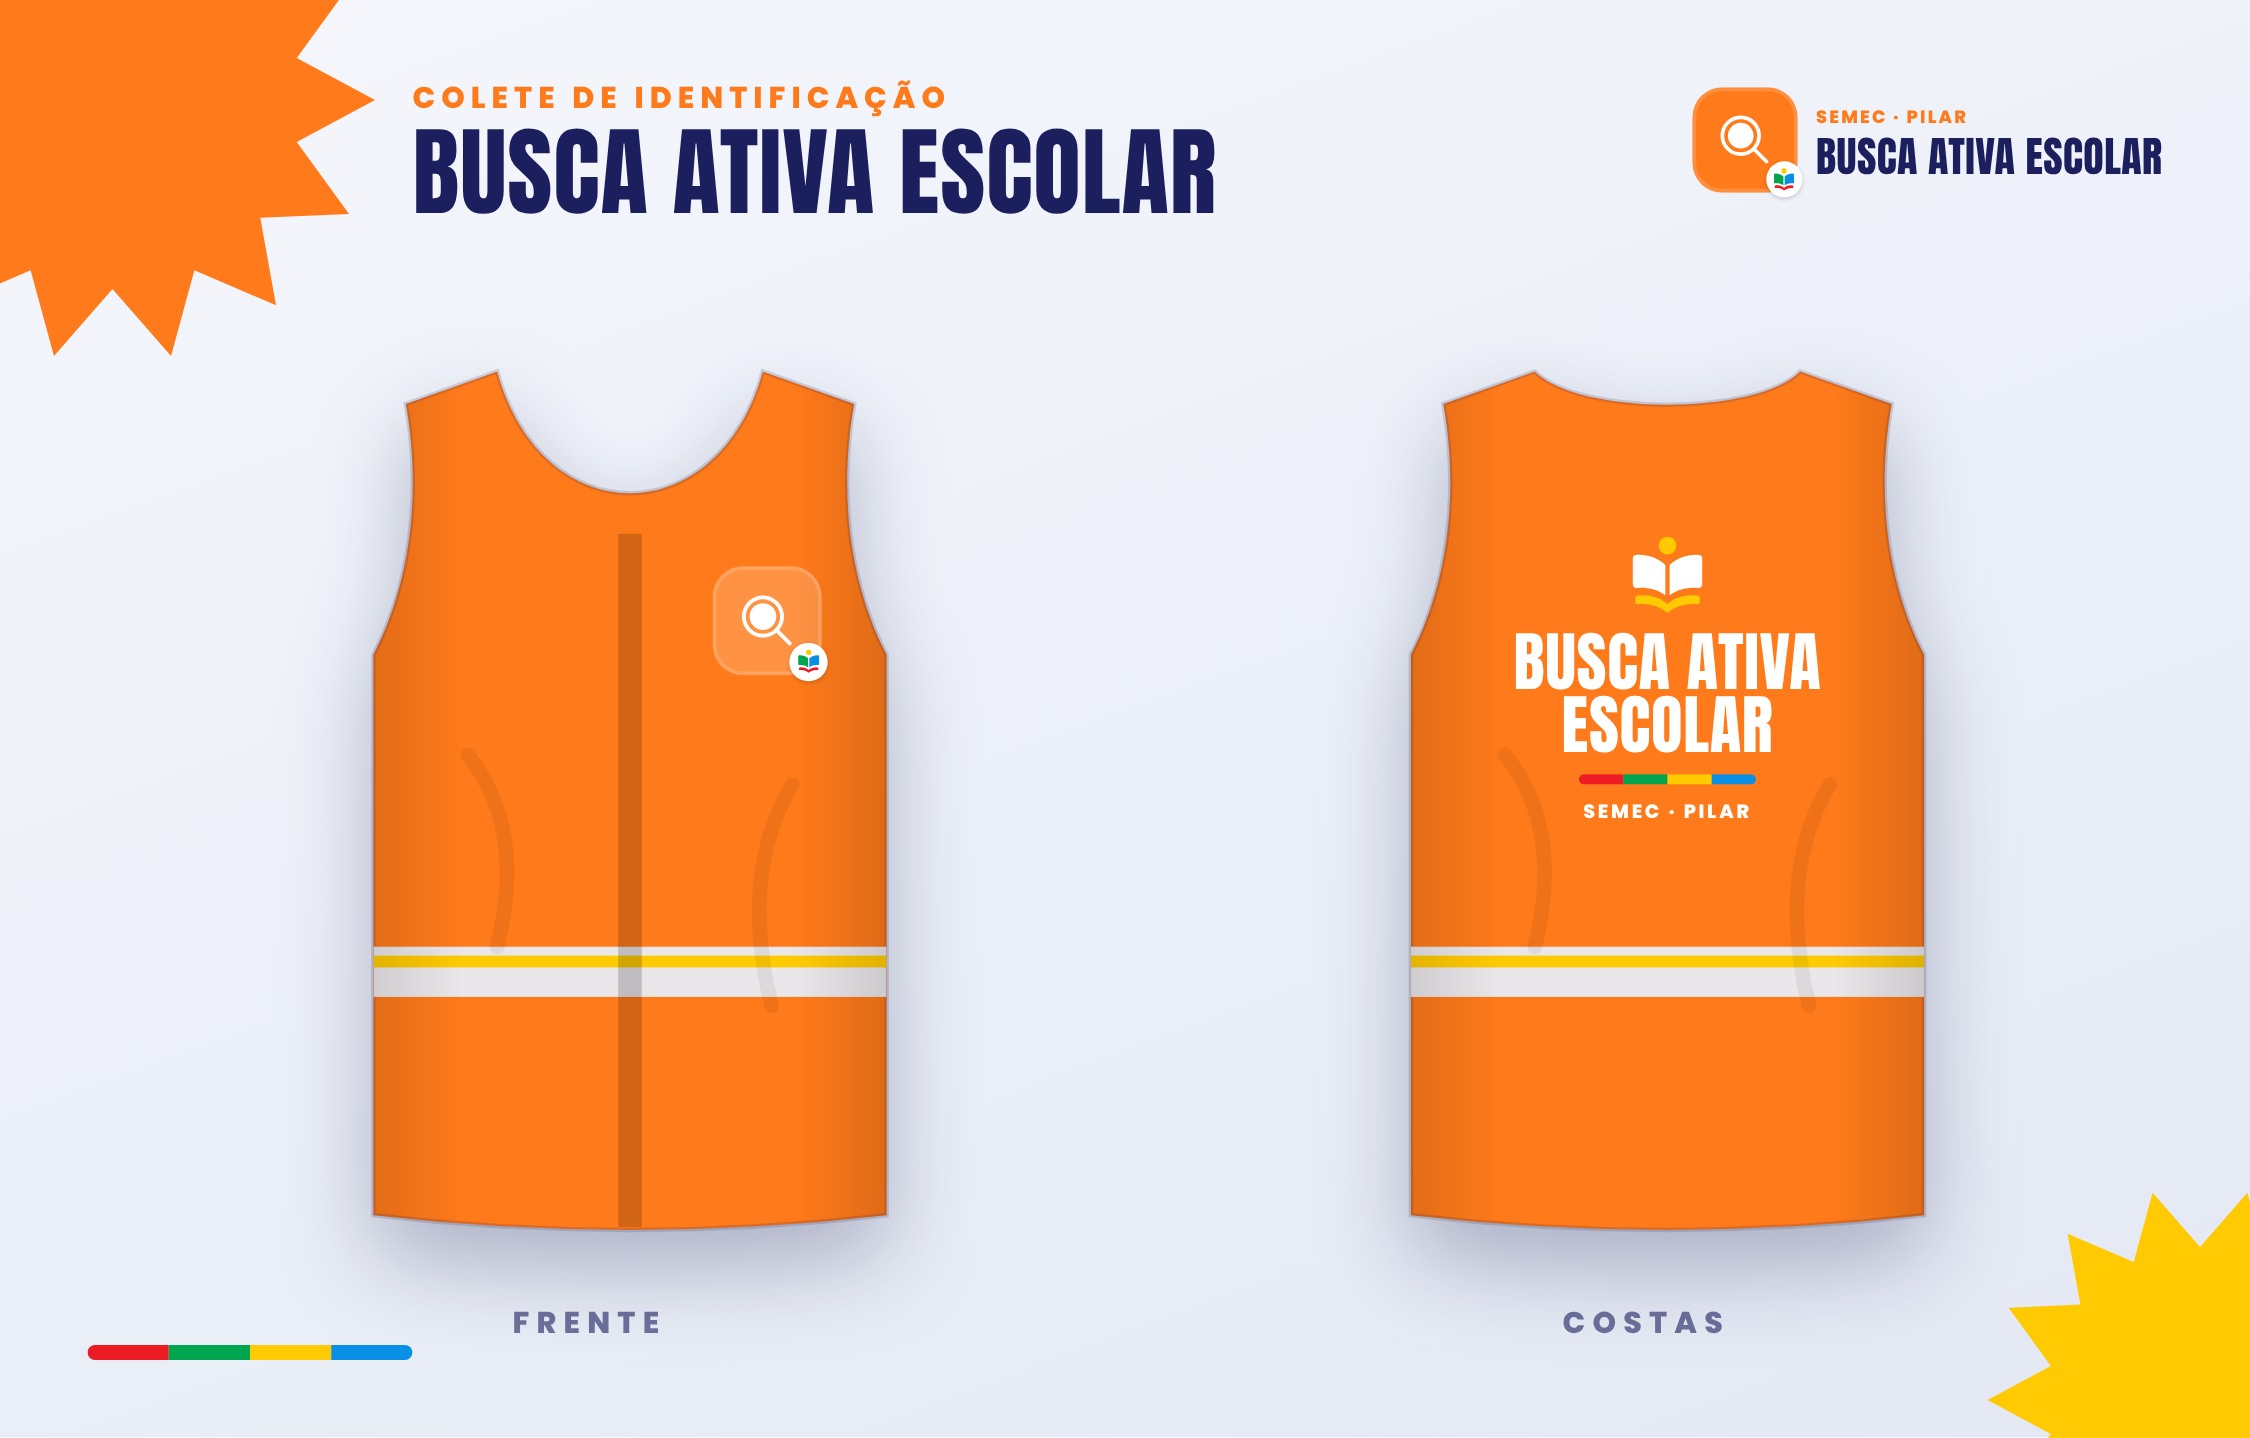 COLETE DE IDENTIFICAÇÃO
BUSCA ATIVA ESCOLAR
SEMEC · PILAR
BUSCA ATIVA ESCOLAR
BUSCA ATIVA
ESCOLAR
SEMEC · PILAR
FRENTE
COSTAS